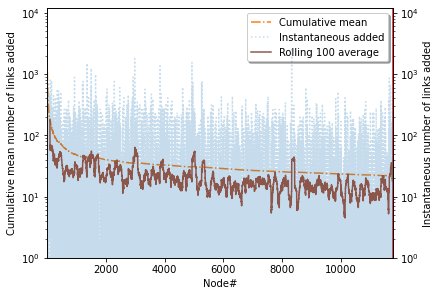 Cumulative mean number of links added
10⁴
10³
10²
10¹
10⁰
Cumulative mean
Instantaneous added
Rolling 100 average
10⁴
10³
10²
10¹
10⁰
Instantaneous number of links added
2000
4000
6000
8000
10000
Node#